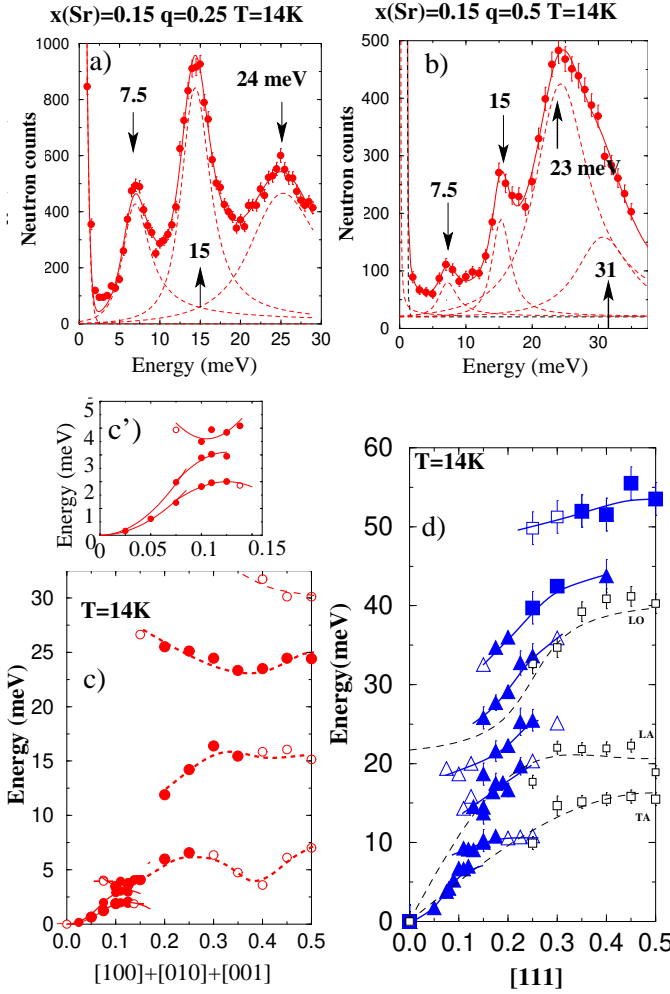 x(Sr)=0.15 q=0.25 T=14K
x(Sr)=0.15 q=0.5 T=14K
a)
7.5
24 meV
15
Neutron counts
1000
800
600
400
200
0
0 5 10 15 20 25 30
Energy (meV)
b)
15
7.5
23 meV
31
Neutron counts
500
400
300
200
100
0
0 10 20 30
Energy (meV)
c')
Energy (meV)
5
4
3
2
1
0
0 0.05 0.10 0.15
T=14K
c)
Energy (meV)
30
25
20
15
10
5
0
0.0 0.1 0.2 0.3 0.4 0.5
[100]+[010]+[001]
T=14K
d)
Energy(meV)
60
50
40
30
20
10
0
LO
LA
TA
0.0 0.1 0.2 0.3 0.4 0.5
[111]